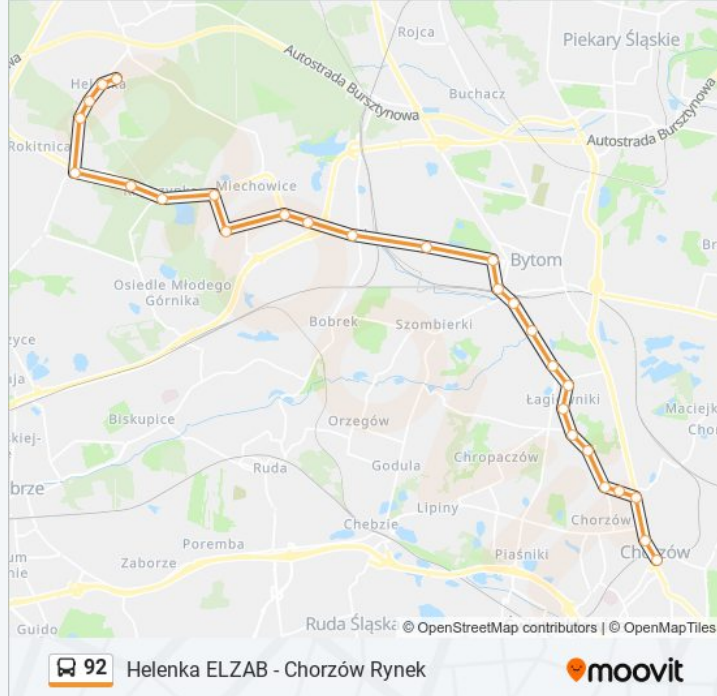 Rojca
Piekary Śląskie
Autostrada Bursztynowa
Buchacz
Autostrada Bursztynowa
Rokitnica
Miechowice
Bytom
Osiedle Młodego
Górnika
Bobrek
Szombierki
Łagiewniki
Biskupice
Orzegów
Chropaczów
Ruda
Godula
Lipiny
Chorzów
Chebzie
Poremba
Piaśniki
Chorzów
Zaborze
Ruda Śląska
© OpenStreetMap contributors | © OpenMapTiles
92
Helenka ELZAB - Chorzów Rynek
moovit